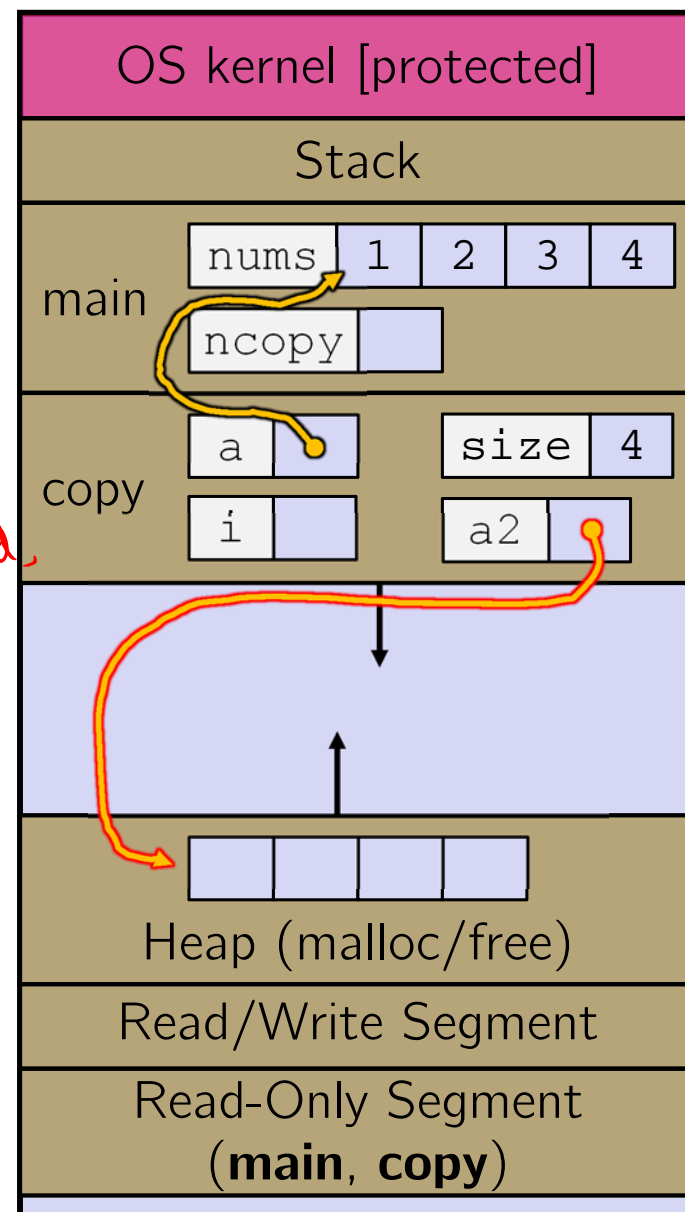 OS kernel [protected]
Stack
main
nums 1 2 3 4
ncopy
copy
a
size 4
i
a2
Heap (malloc/free)
Read/Write Segment
Read-Only Segment
(main, copy)